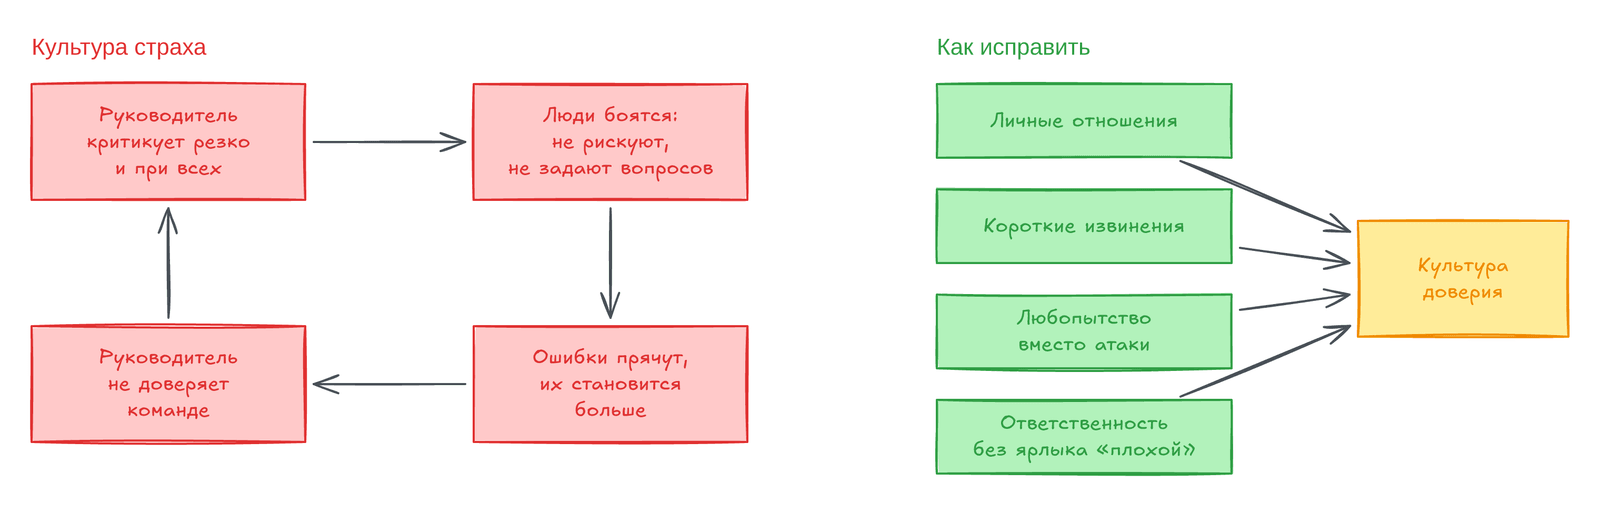 Культура страха
Руководитель
критикует резко
и при всех
Люди боятся:
не рискуют,
не задают вопросов
Руководитель
не доверяет
команде
Ошибки прячут,
их становится
больше
Как исправить
Личные отношения
Короткие извинения
Любопытство
вместо атаки
Ответственность
без ярлыка «плохой»
Культура
доверия